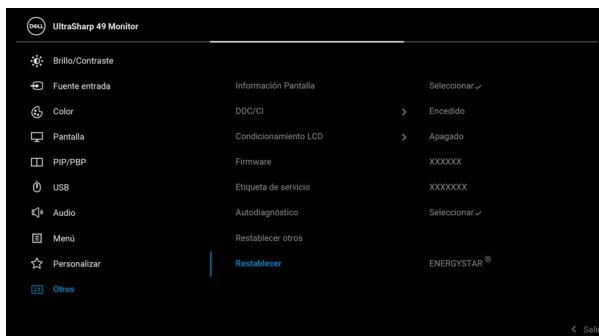 DELL UltraSharp 49 Monitor
Brillo/Contraste
Fuente entrada
Información Pantalla Seleccionar
Color
DDC/CI Encedido
Pantalla
Condicionamiento LCD Apagado
PIP/PBP
Firmware XXXXXX
USB
Etiqueta de servicio XXXXXXX
Audio
Autodiagnóstico Seleccionar
Menú
Restablecer otros
Personalizar
Restablecer ENERGYSTAR ®
Otros
Salir